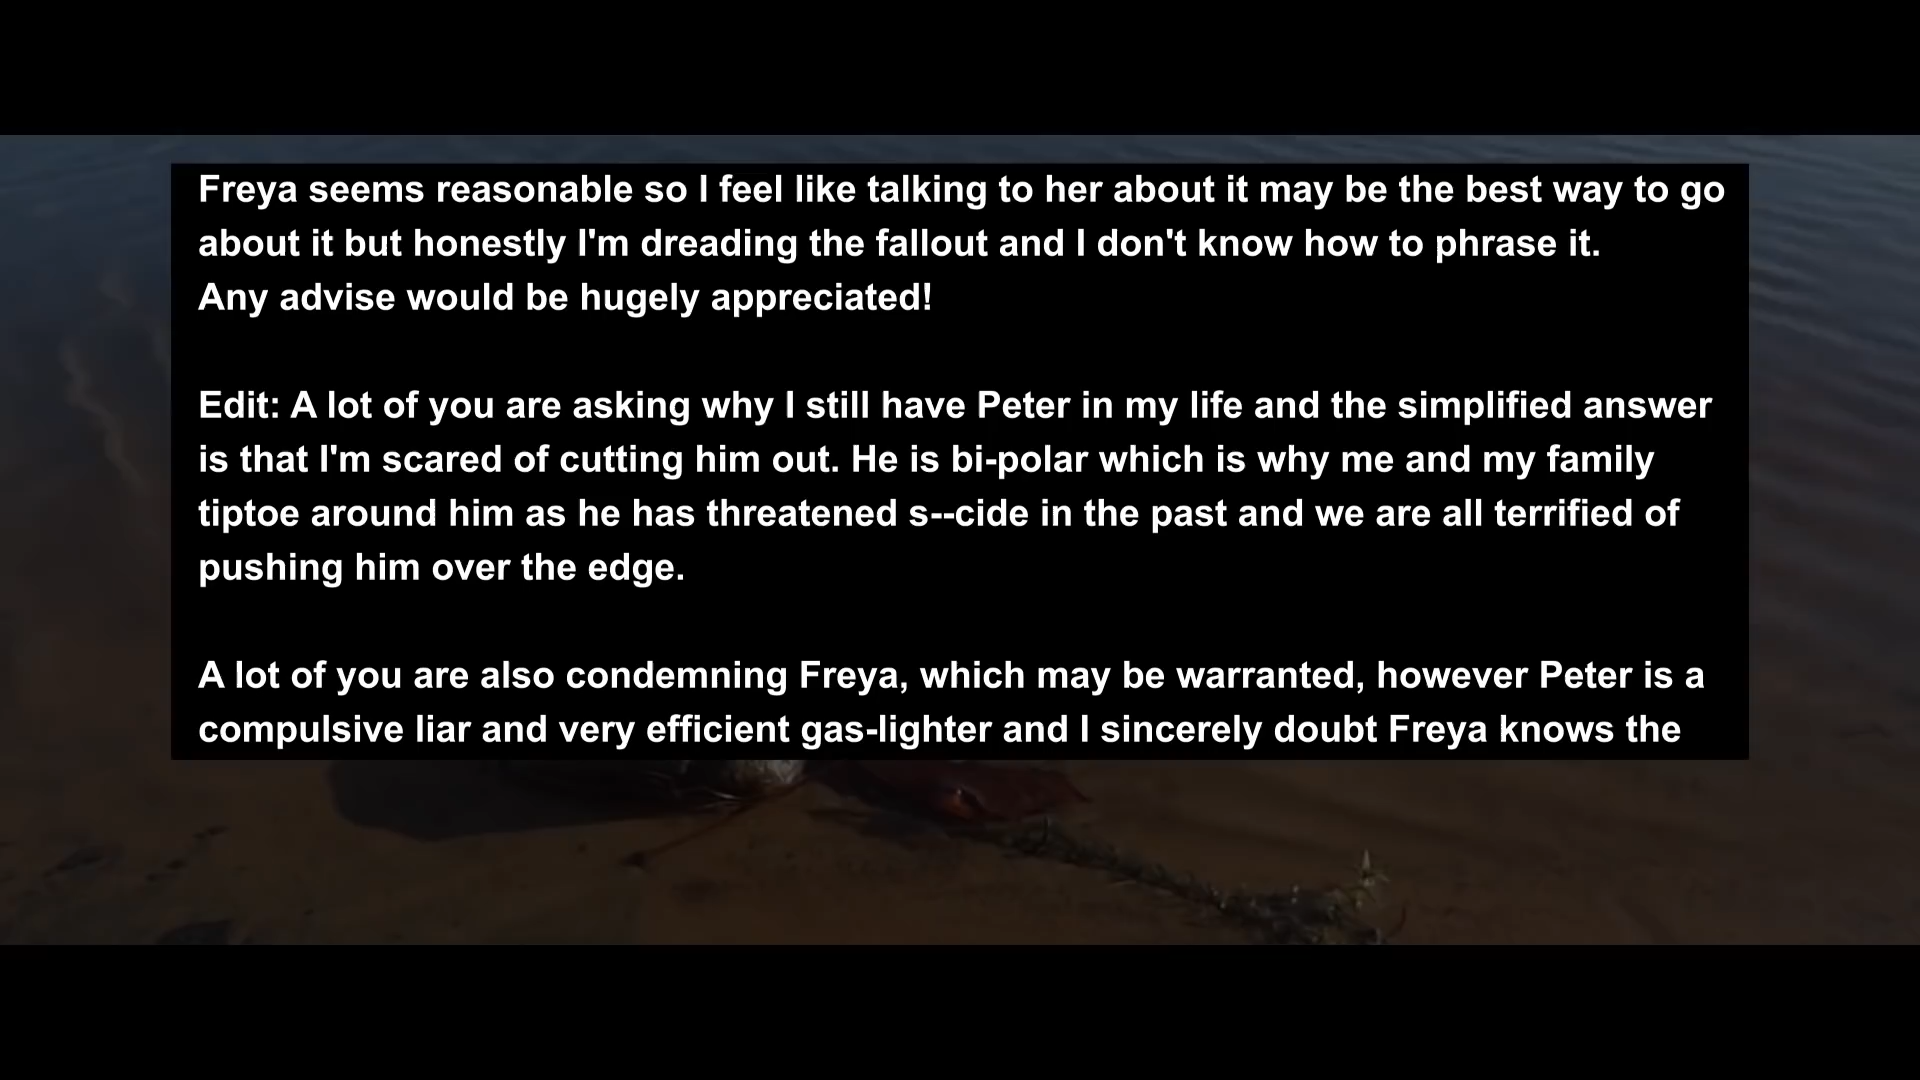 Freya seems reasonable so I feel like talking to her about it may be the best way to go
about it but honestly I'm dreading the fallout and I don't know how to phrase it.
Any advise would be hugely appreciated!
Edit: A lot of you are asking why I still have Peter in my life and the simplified answer
is that I'm scared of cutting him out. He is bi-polar which is why me and my family
tiptoe around him as he has threatened s--cide in the past and we are all terrified of
pushing him over the edge.
A lot of you are also condemning Freya, which may be warranted, however Peter is a
compulsive liar and very efficient gas-lighter and I sincerely doubt Freya knows the